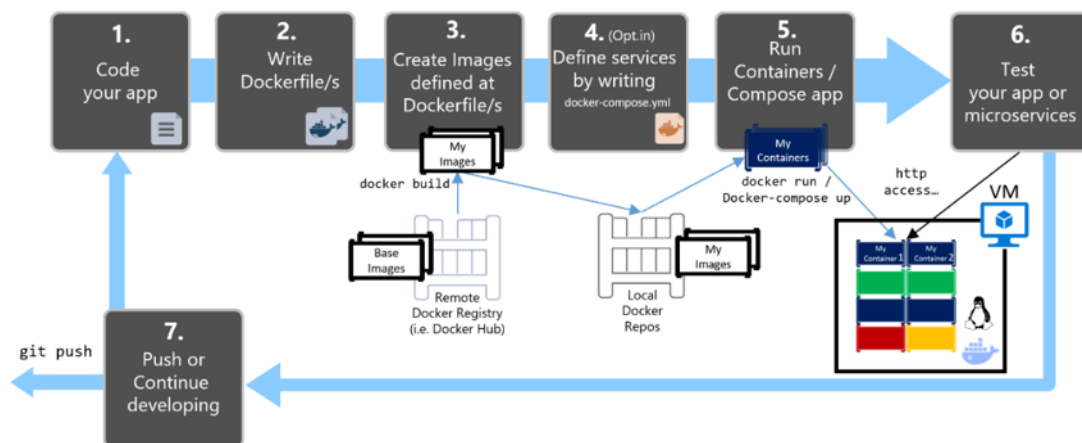 1.
Code
your app
2.
Write
Dockerfile/s
3.
Create Images
defined at
Dockerfile/s
My
Images
4. (Opt.in)
Define services
by writing
docker-compose.yml
5.
Run
Containers /
Compose app
My
Containers
6.
Test
your app or
microservices
docker build
docker run /
Docker-compose up
http
access…
VM
Base
Images
Remote
Docker Registry
(i.e. Docker Hub)
My
Images
Local
Docker
Repos
My
Container 1
My
Container 2
7.
Push or
Continue
developing
git push